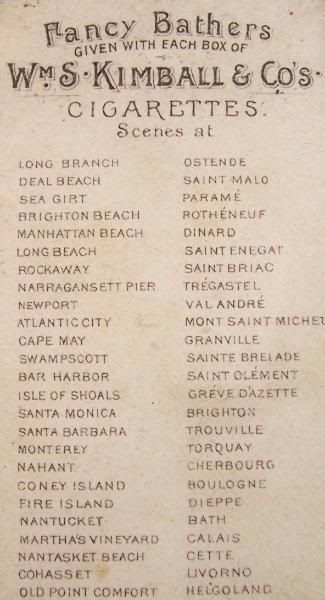 Fancy Bathers
GIVEN WITH EACH BOX OF
WM S. KIMBALL & CO'S.
CIGARETTES.
Scenes at
LONG BRANCH
DEAL BEACH
SEA GIRT
BRIGHTON BEACH
MANHATTAN BEACH
LONG BEACH
ROCKAWAY
NARRAGANSETT PIER
NEWPORT
ATLANTIC CITY
CAPE MAY
SWAMPSCOTT
BAR HARBOR
ISLE OF SHOALS
SANTA MONICA
SANTA BARBARA
MONTEREY
NAHANT
CONEY ISLAND
FIRE ISLAND
NANTUCKET
MARTHA'S VINEYARD
NANTASKET BEACH
COHASSET
OLD POINT COMFORT
OSTENDE
SAINT MALO
PARAMÉ
ROTHÉNEUF
DINARD
SAINT ENEGAT
SAINT BRIAC
TRÉGASTEL
VAL ANDRÉ
MONT SAINT MICHEL
GRANVILLE
SAINTE BRELADE
SAINT CLÉMENT
GRÉVE D'AZETTE
BRIGHTON
TROUVILLE
TORQUAY
CHERBOURG
BOULOGNE
DIEPPE
BATH
CALAIS
CETTE
LIVORNO
HELGOLAND